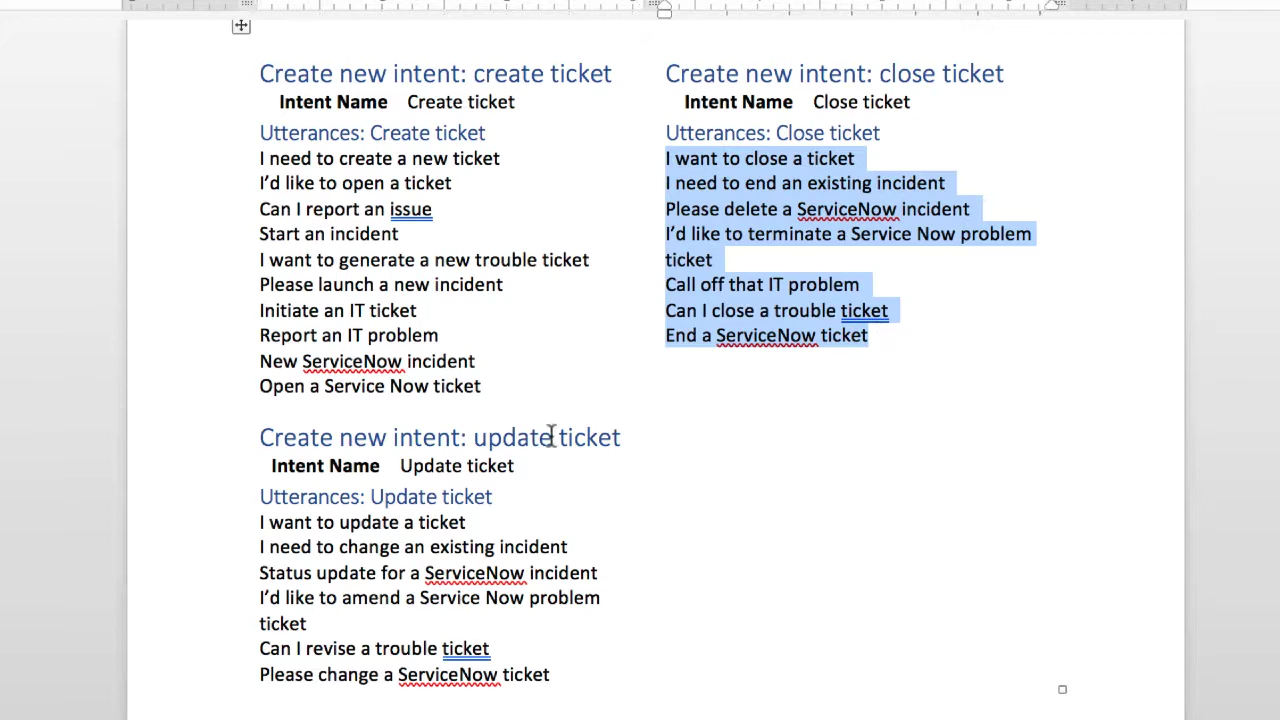 Create new intent: create ticket
Intent Name Create ticket
Utterances: Create ticket
I need to create a new ticket
I’d like to open a ticket
Can I report an issue
Start an incident
I want to generate a new trouble ticket
Please launch a new incident
Initiate an IT ticket
Report an IT problem
New ServiceNow incident
Open a Service Now ticket
Create new intent: update ticket
Intent Name Update ticket
Utterances: Update ticket
I want to update a ticket
I need to change an existing incident
Status update for a ServiceNow incident
I’d like to amend a Service Now problem
ticket
Can I revise a trouble ticket
Please change a ServiceNow ticket
Create new intent: close ticket
Intent Name Close ticket
Utterances: Close ticket
I want to close a ticket
I need to end an existing incident
Please delete a ServiceNow incident
I’d like to terminate a Service Now problem
ticket
Call off that IT problem
Can I close a trouble ticket
End a ServiceNow ticket